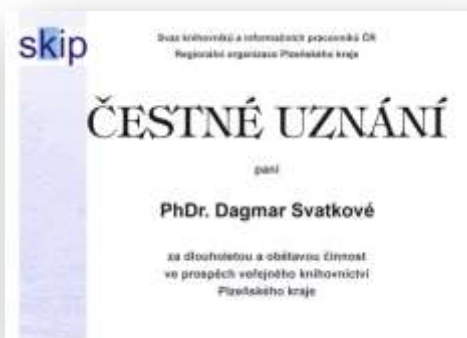 skip
Svaz knihovníků a informačních pracovníků ČR
Regionální organizace Plzeňského kraje
ČESTNÉ UZNÁNÍ
paní
PhDr. Dagmar Svatkové
za dlouholetou a obětavou činnost
ve prospěch veřejného knihovnictví
Plzeňského kraje